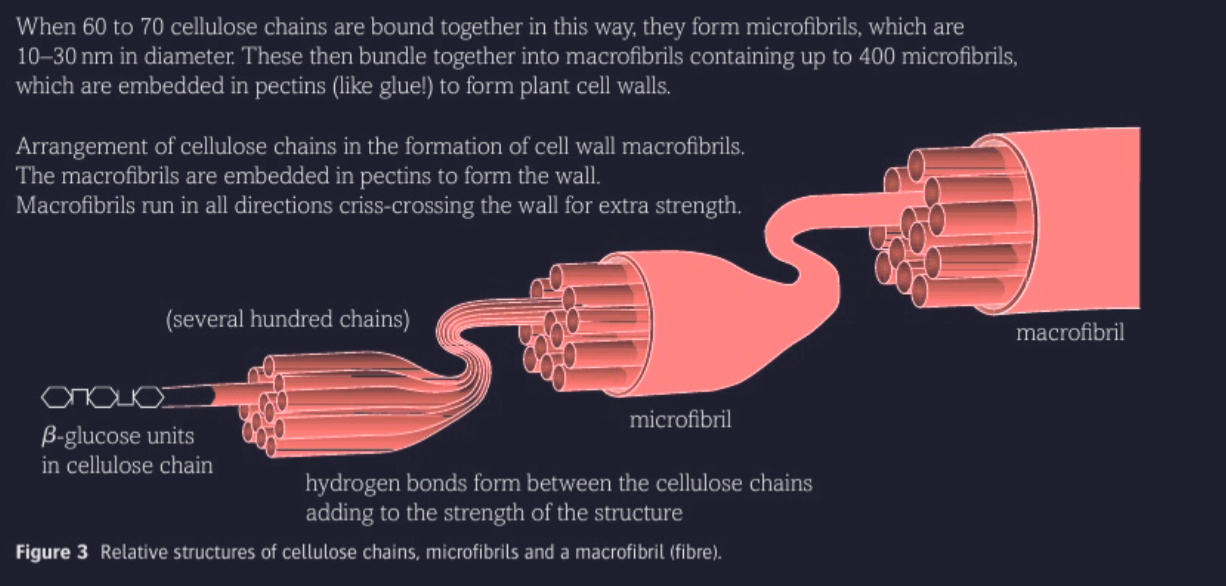 When 60 to 70 cellulose chains are bound together in this way, they form microfibrils, which are
10–30 nm in diameter. These then bundle together into macrofibrils containing up to 400 microfibrils,
which are embedded in pectins (like glue!) to form plant cell walls.
Arrangement of cellulose chains in the formation of cell wall macrofibrils.
The macrofibrils are embedded in pectins to form the wall.
Macrofibrils run in all directions criss-crossing the wall for extra strength.
(several hundred chains)
macrofibril
microfibril
β-glucose units
in cellulose chain
hydrogen bonds form between the cellulose chains
adding to the strength of the structure
Figure 3 Relative structures of cellulose chains, microfibrils and a macrofibril (fibre).